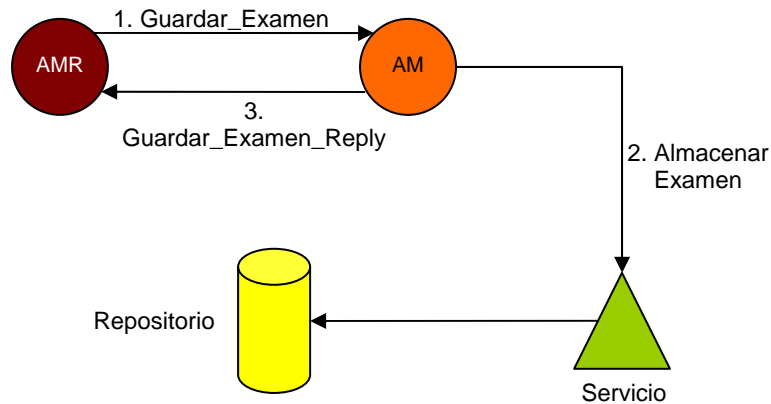 1. Guardar_Examen
AMR
AM
3.
Guardar_Examen_Reply
2. Almacenar
Examen
Repositorio
Servicio